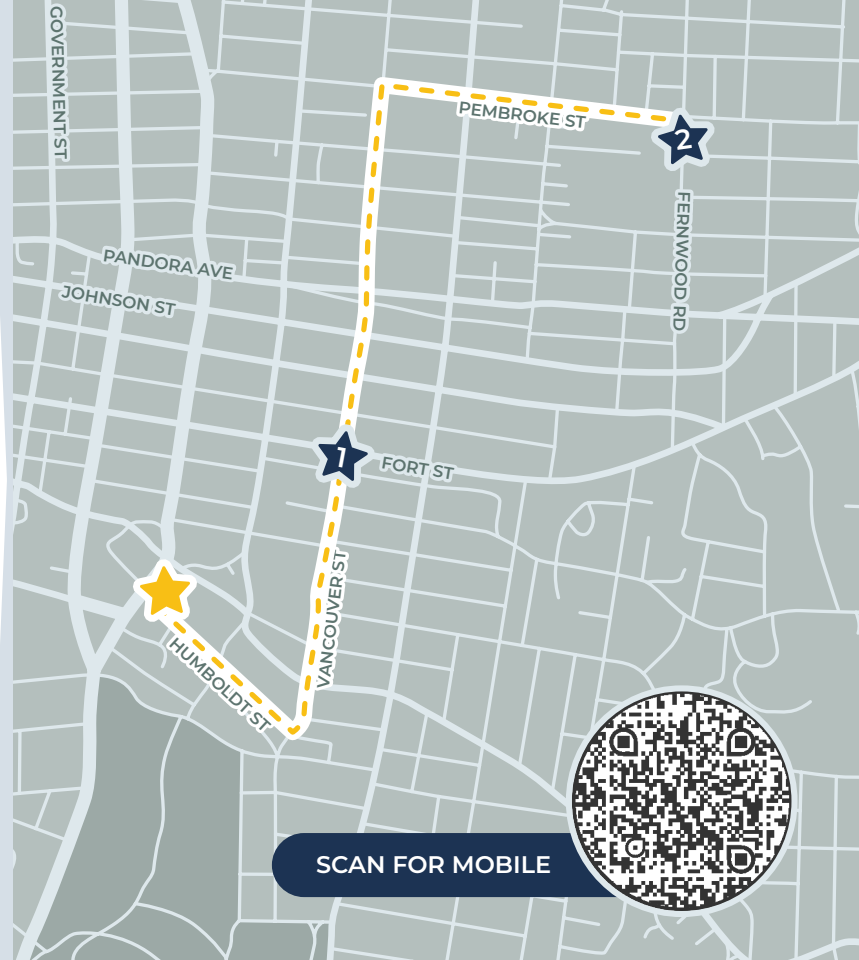 GOVERNMENT ST
PEMBROKE ST
2
FERNWOOD RD
PANDORA AVE
JOHNSON ST
1
FORT ST
VANCOUVER ST
HUMBOLDT ST
SCAN FOR MOBILE